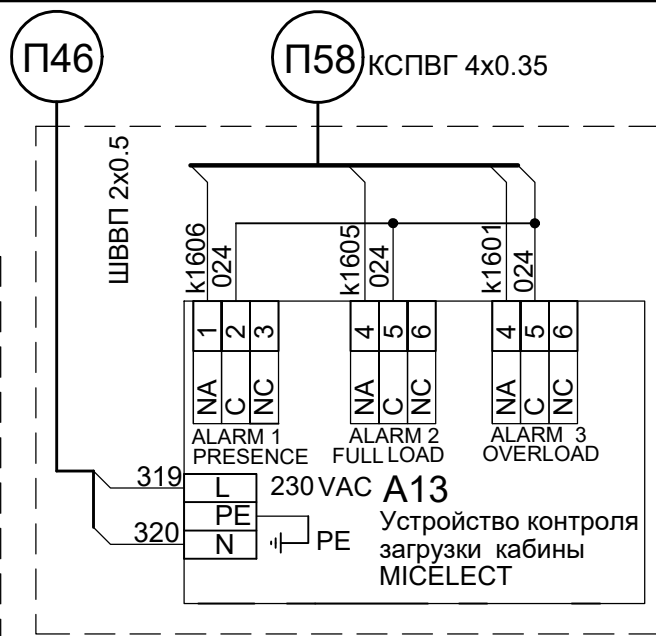 П46
П58 КСПВГ 4х0.35
ШВВП 2х0.5
k1606
024
k1605
024
k1601
024
1 2 3
4 5 6
4 5 6
NA C NC
NA C NC
NA C NC
ALARM 1
PRESENCE
ALARM 2
FULL LOAD
ALARM 3
OVERLOAD
319 L 230 VAC A13
PE
320 N PE
Устройство контроля
загрузки кабины
MICELECT